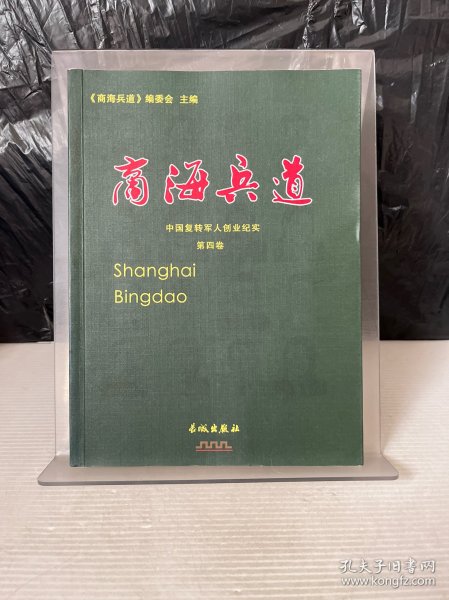 《商海兵道》编委会 主编
商海兵道
中国复转军人创业纪实
第四卷
Shanghai
Bingdao
长城出版社
孔夫子旧书网
www.kongfz.com